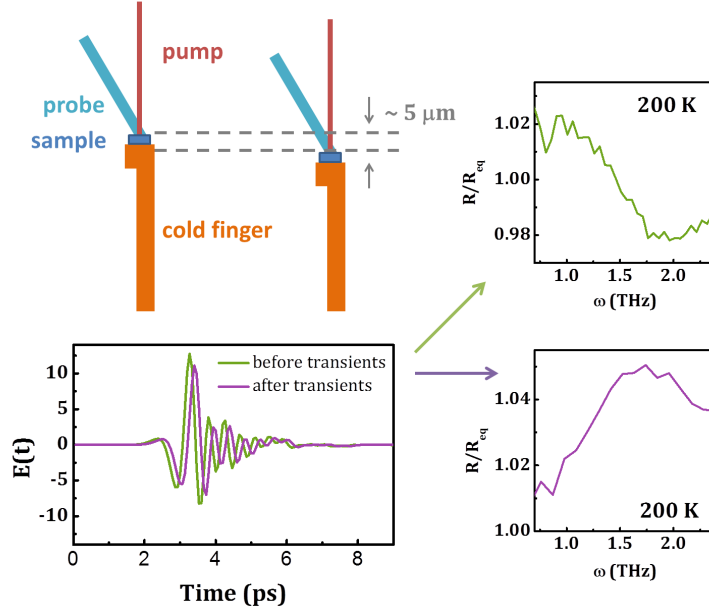 pump
probe
sample
~ 5 μm
cold finger
200 K
1.02
1.00
0.98
R/R_eq
1.0
1.5
2.0
ω (THz)
before transients
after transients
10
5
0
-5
-10
E(t)
0
2
4
6
8
Time (ps)
1.04
1.02
1.00
R/R_eq
200 K
1.0
1.5
2.0
ω (THz)